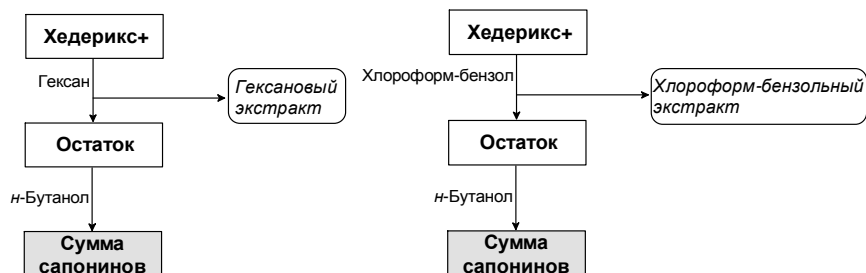 Хедерикс+
Гексан
Гексановый
экстракт
Остаток
н-Бутанол
Сумма
сапонинов
Хедерикс+
Хлороформ-бензол
Хлороформ-бензольный
экстракт
Остаток
н-Бутанол
Сумма
сапонинов